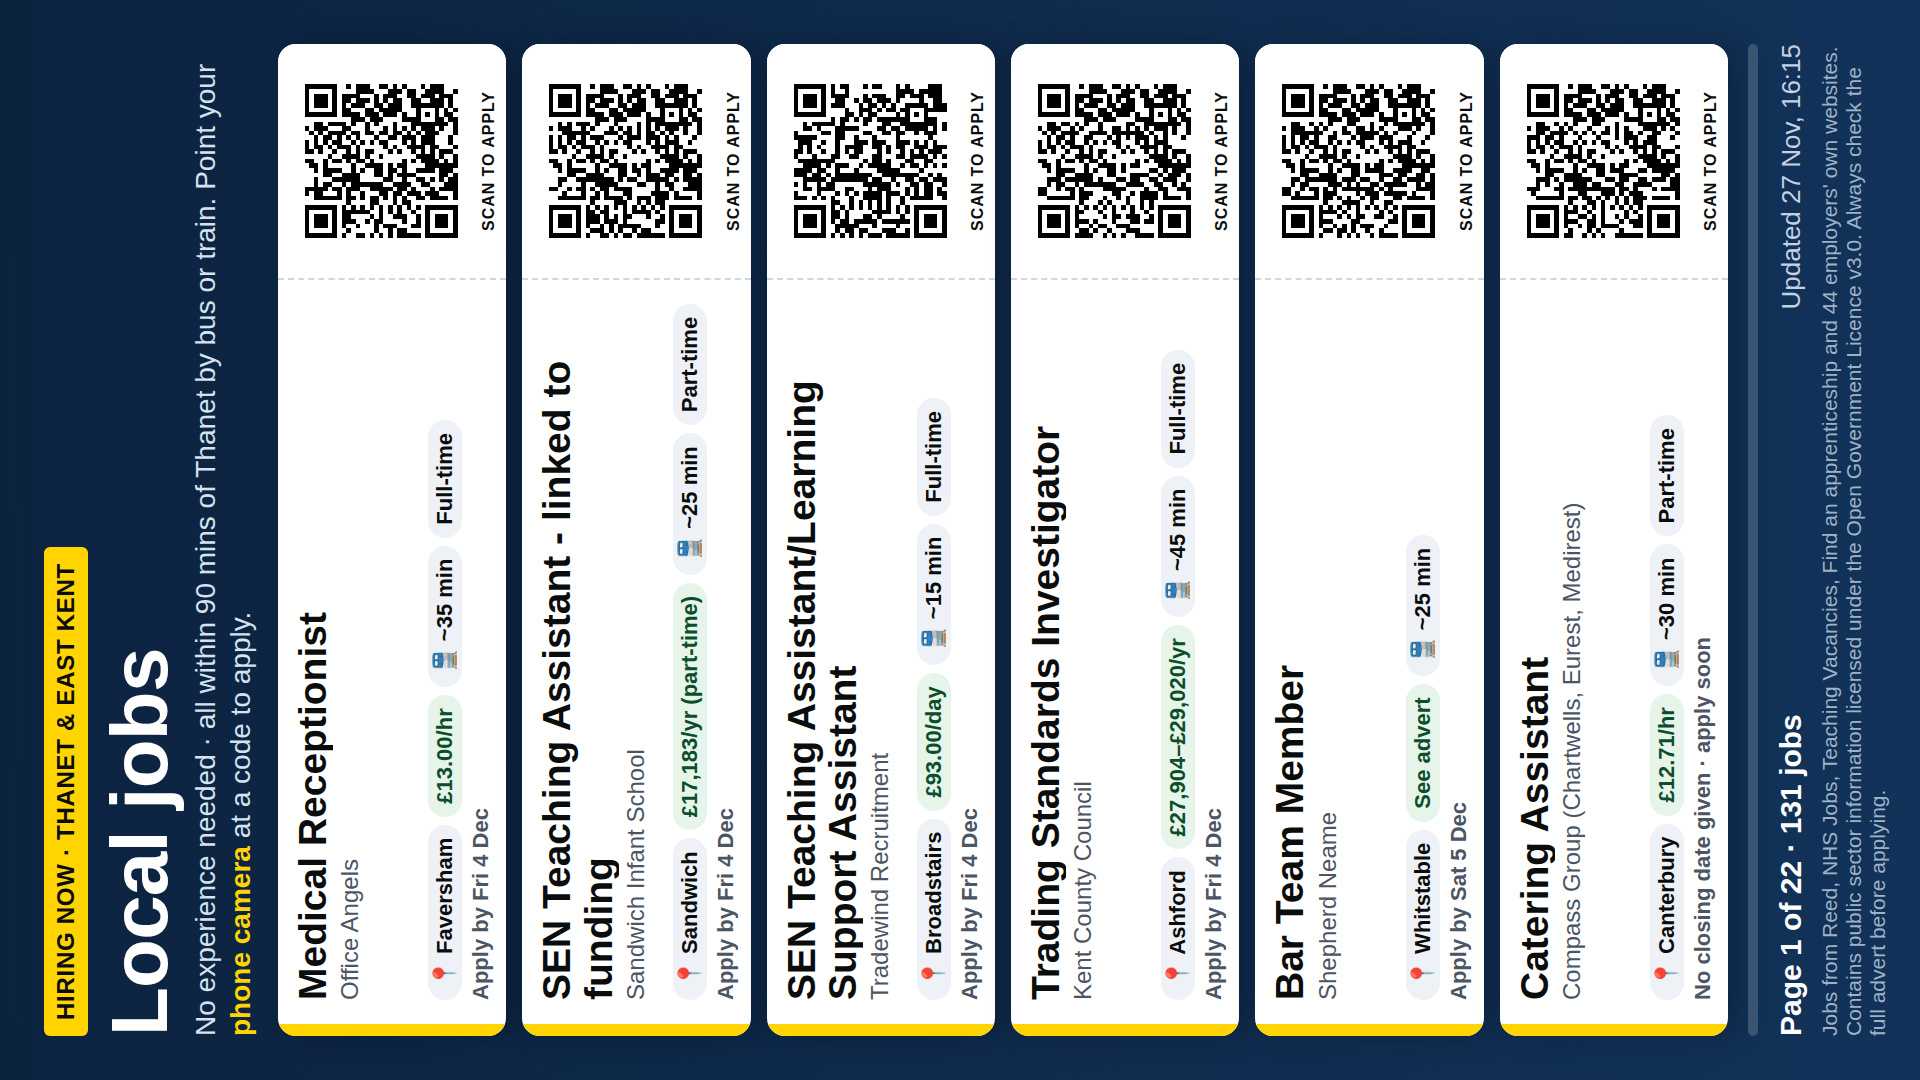 HIRING NOW · THANET & EAST KENT
Local jobs
No experience needed · all within 90 mins of Thanet by bus or train. Point your
phone camera at a code to apply.
Medical Receptionist
Office Angels
📍 Faversham £13.00/hr 🚆 ~35 min Full-time
Apply by Fri 4 Dec
SCAN TO APPLY
SEN Teaching Assistant - linked to
funding
Sandwich Infant School
📍 Sandwich £17,183/yr (part-time) 🚆 ~25 min Part-time
Apply by Fri 4 Dec
SCAN TO APPLY
SEN Teaching Assistant/Learning
Support Assistant
Tradewind Recruitment
📍 Broadstairs £93.00/day 🚆 ~15 min Full-time
Apply by Fri 4 Dec
SCAN TO APPLY
Trading Standards Investigator
Kent County Council
📍 Ashford £27,904–£29,020/yr 🚆 ~45 min Full-time
Apply by Fri 4 Dec
SCAN TO APPLY
Bar Team Member
Shepherd Neame
📍 Whitstable See advert 🚆 ~25 min
Apply by Sat 5 Dec
SCAN TO APPLY
Catering Assistant
Compass Group (Chartwells, Eurest, Medirest)
📍 Canterbury £12.71/hr 🚆 ~30 min Part-time
No closing date given · apply soon
SCAN TO APPLY
Page 1 of 22 · 131 jobs Updated 27 Nov, 16:15
Jobs from Reed, NHS Jobs, Teaching Vacancies, Find an apprenticeship and 44 employers' own websites.
Contains public sector information licensed under the Open Government Licence v3.0. Always check the
full advert before applying.